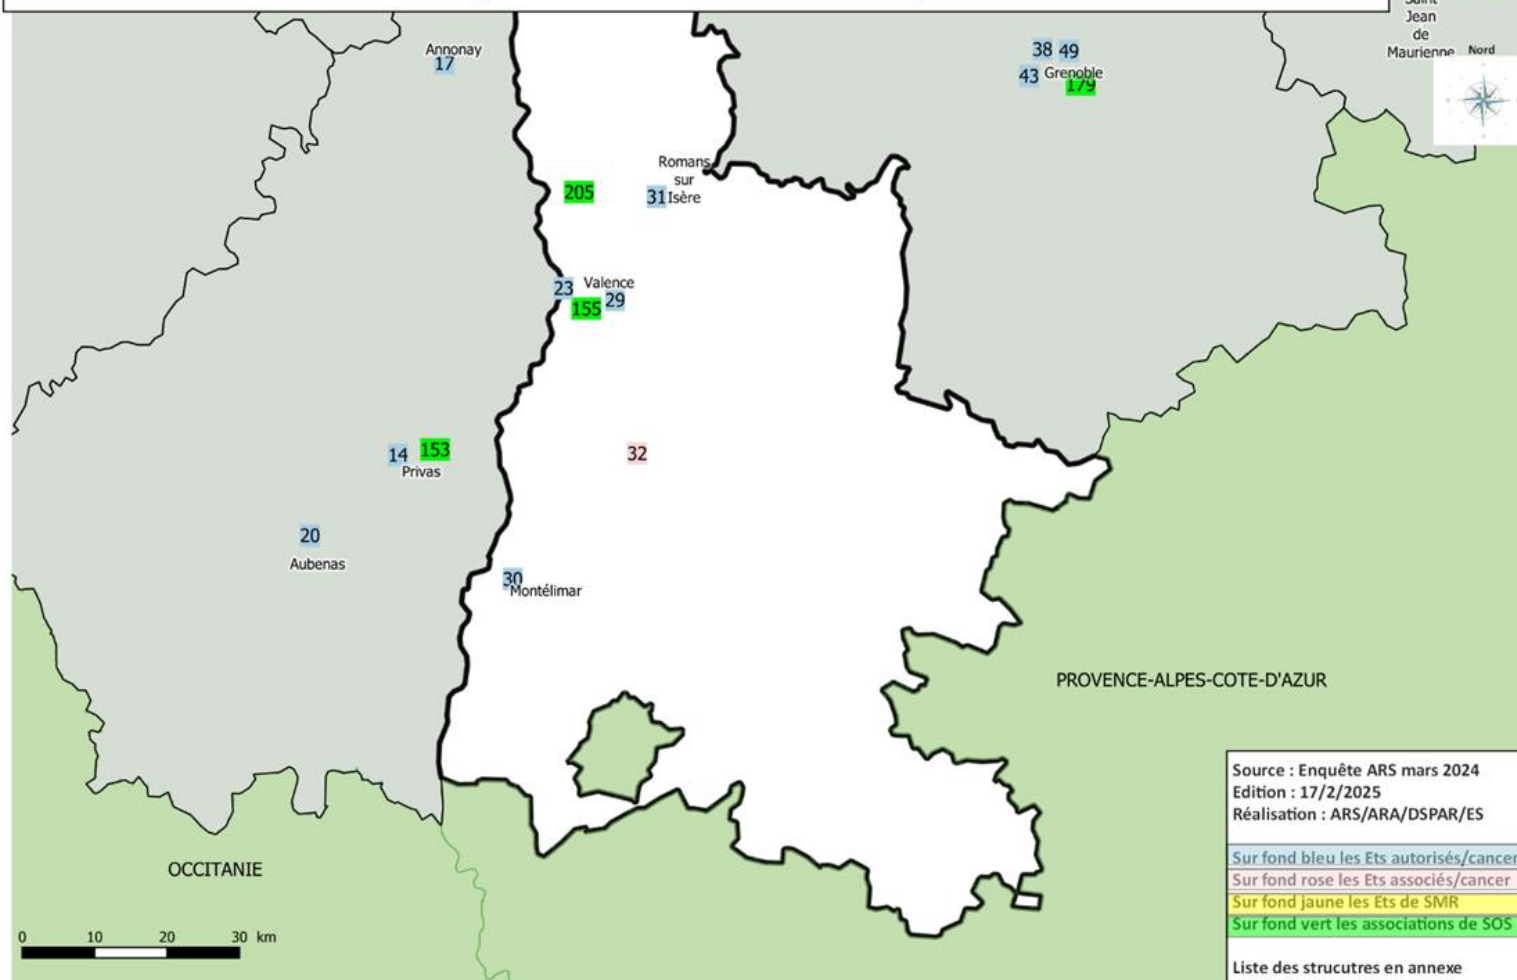 Saint
Jean
de
Maurienne
Nord
Annonay
17
38 49
43 Grenoble
179
Romans
sur
31 Isère
205
23 Valence
155 29
14 153
Privas
32
20
Aubenas
30
Montélimar
PROVENCE-ALPES-COTE-D'AZUR
OCCITANIE
0 10 20 30 km
Source : Enquête ARS mars 2024
Edition : 17/2/2025
Réalisation : ARS/ARA/DSPAR/ES
Sur fond bleu les Ets autorisés/cancer
Sur fond rose les Ets associés/cancer
Sur fond jaune les Ets de SMR
Sur fond vert les associations de SOS
Liste des strucutres en annexe